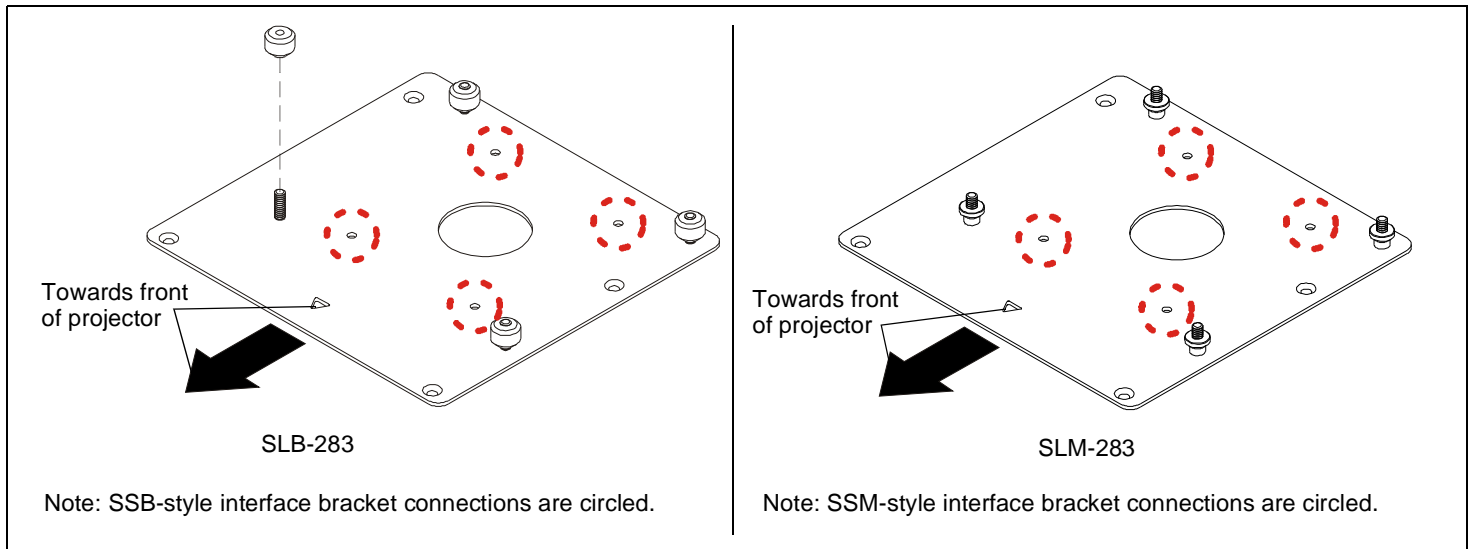 Towards front
of projector
SLB-283
Note: SSB-style interface bracket connections are circled.
Towards front
of projector
SLM-283
Note: SSM-style interface bracket connections are circled.